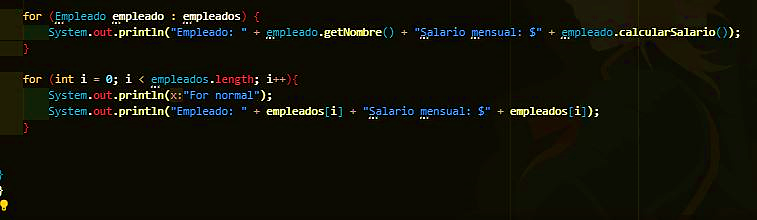 for (Empleado empleado : empleados) {
System.out.println("Empleado: " + empleado.getNombre() + "Salario mensual: $" + empleado.calcularSalario());
}
for (int i = 0; i < empleados.length; i++){
System.out.println(x:"For normal");
System.out.println("Empleado: " + empleados[i] + "Salario mensual: $" + empleados[i]);
}
}
}